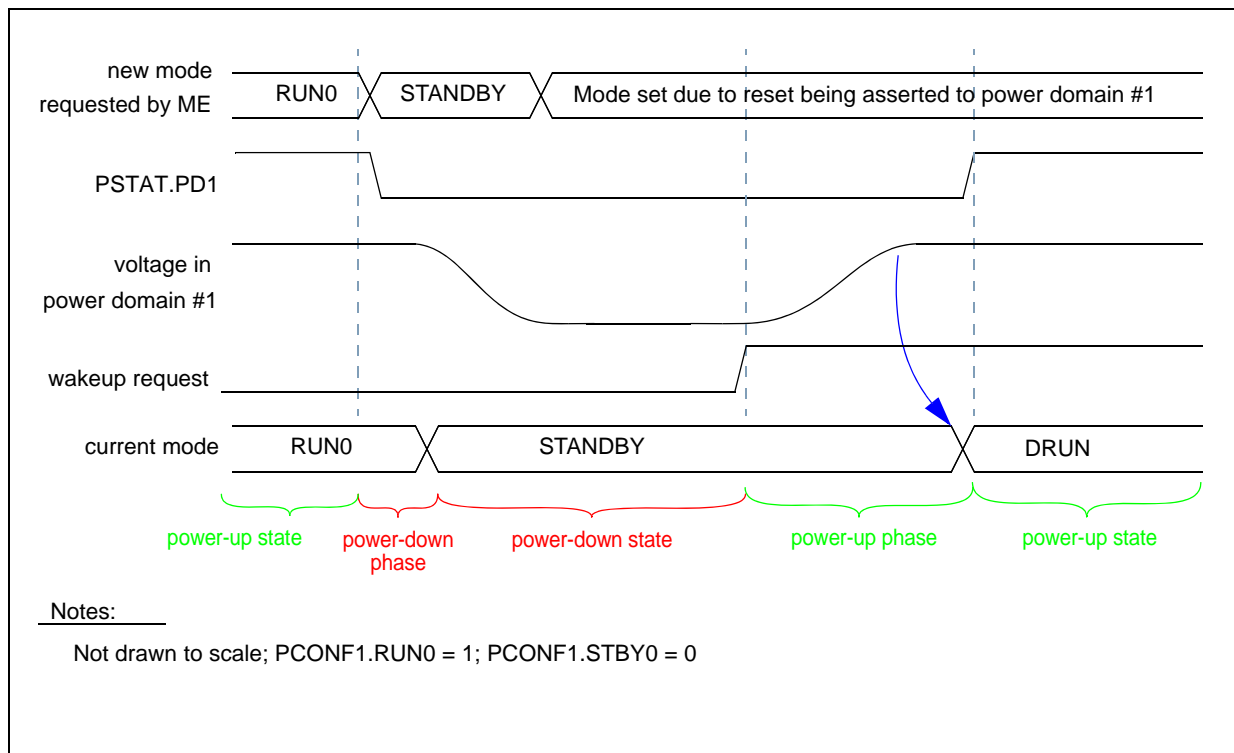 new mode
requested by ME
RUN0
STANDBY
Mode set due to reset being asserted to power domain #1
PSTAT.PD1
voltage in
power domain #1
wakeup request
current mode
RUN0
STANDBY
DRUN
power-up state
power-down
phase
power-down state
power-up phase
power-up state
Notes:
Not drawn to scale; PCONF1.RUN0 = 1; PCONF1.STBY0 = 0